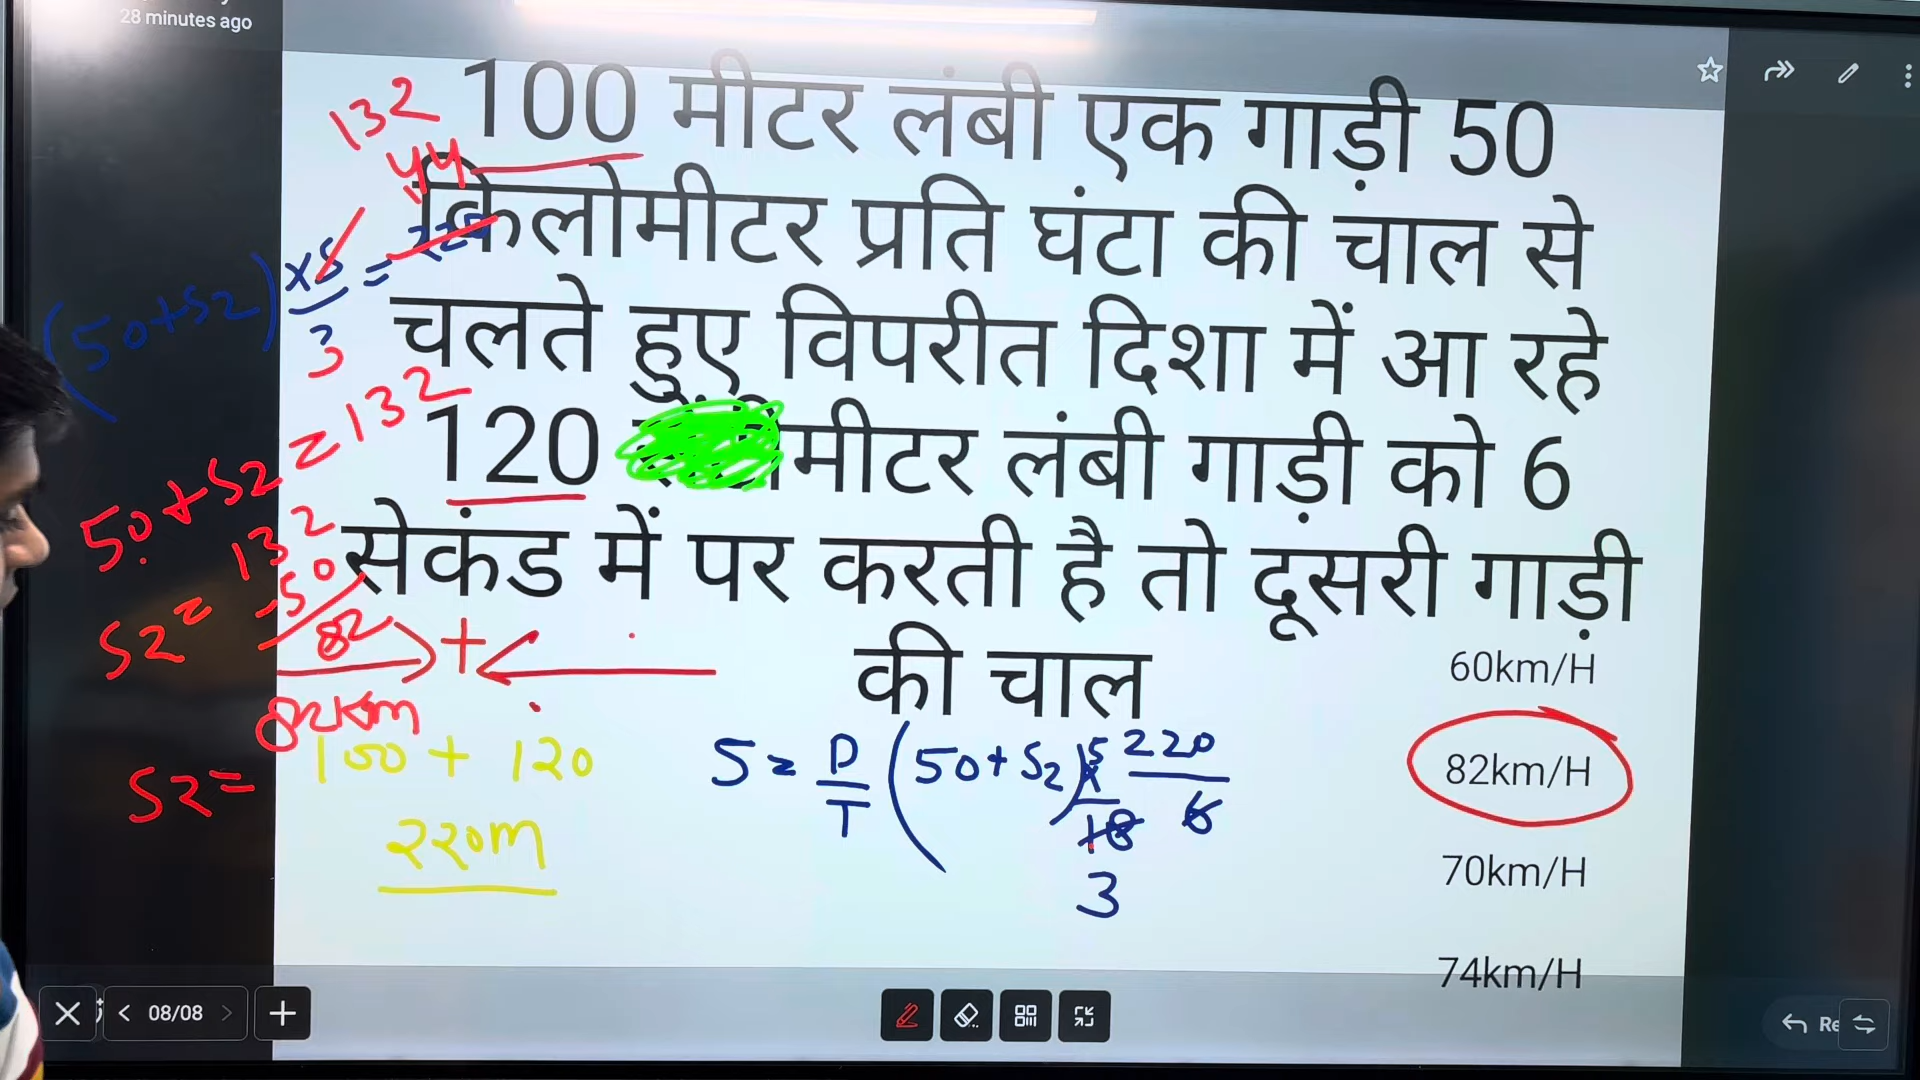 28 minutes ago
100 मीटर लंबी एक गाड़ी 50
किलोमीटर प्रति घंटा की चाल से
चलते हुए विपरीत दिशा में आ रहे
120 मीटर लंबी गाड़ी को 6
सेकंड में पर करती है तो दूसरी गाड़ी
की चाल
60km/H
82km/H
70km/H
74km/H
132
44
(50+S2) x5/3 = 220
50+S2 = 132
S2 = 132
-50
82
+
82km
S2=
100 + 120
220m
S = D/T (50+S2) x 5/18 220/6
3
08/08
Re